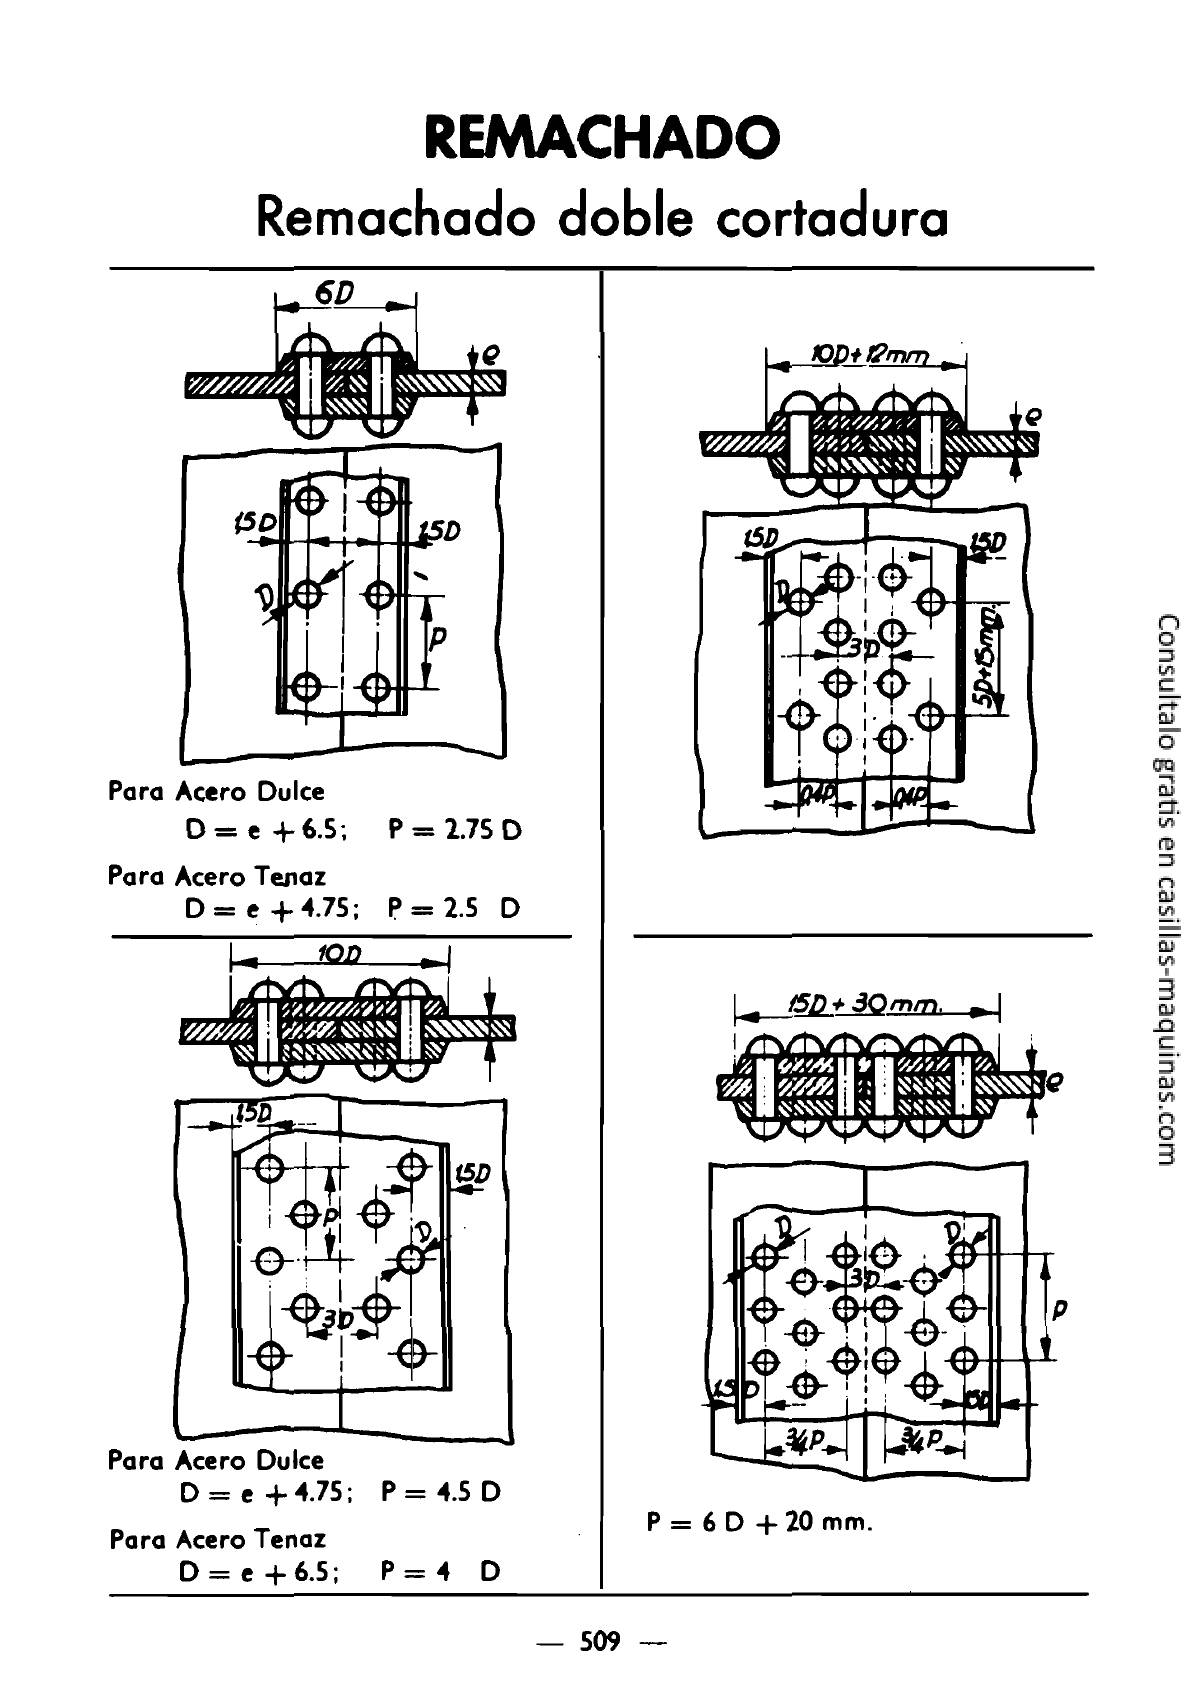 REMACHADO
Remachado doble cortadura
6D
e
1.5D
1.5D
D
P
Para Acero Dulce
D = e + 6.5; P = 2.75 D
Para Acero Tenaz
D = e + 4.75; P = 2.5 D
10D+12mm
e
1.5D
1.5D
D
3D
5D+15mm.
0,4P
0,4P
10D
1.5D
1.5D
P
D
3D
Para Acero Dulce
D = e + 4.75; P = 4.5 D
Para Acero Tenaz
D = e + 6.5; P = 4 D
15D+30mm.
e
D
D
3D
P
1.5D
1.5D
3/4P
3/4P
P = 6 D + 20 mm.
— 509 —
Consultalo gratis en casillas-maquinas.com